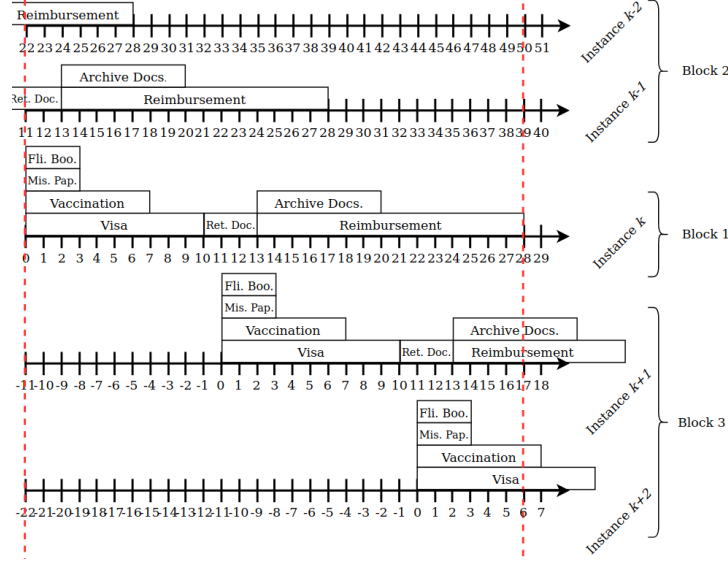 Reimbursement
22 23 24 25 26 27 28 29 30 31 32 33 34 35 36 37 38 39 40 41 42 43 44 45 46 47 48 49 50 51
Instance k-2
Block 2
Archive Docs.
Ret. Doc. Reimbursement
11 12 13 14 15 16 17 18 19 20 21 22 23 24 25 26 27 28 29 30 31 32 33 34 35 36 37 38 39 40
Instance k-1
Fli. Boo.
Mis. Pap.
Vaccination Archive Docs.
Visa Ret. Doc. Reimbursement
0 1 2 3 4 5 6 7 8 9 10 11 12 13 14 15 16 17 18 19 20 21 22 23 24 25 26 27 28 29
Instance k
Block 1
Fli. Boo.
Mis. Pap.
Vaccination Archive Docs.
Visa Ret. Doc. Reimbursement
-11 -10 -9 -8 -7 -6 -5 -4 -3 -2 -1 0 1 2 3 4 5 6 7 8 9 10 11 12 13 14 15 16 17 18
Instance k+1
Block 3
Fli. Boo.
Mis. Pap.
Vaccination
Visa
-22 -21 -20 -19 -18 -17 -16 -15 -14 -13 -12 -11 -10 -9 -8 -7 -6 -5 -4 -3 -2 -1 0 1 2 3 4 5 6 7
Instance k+2